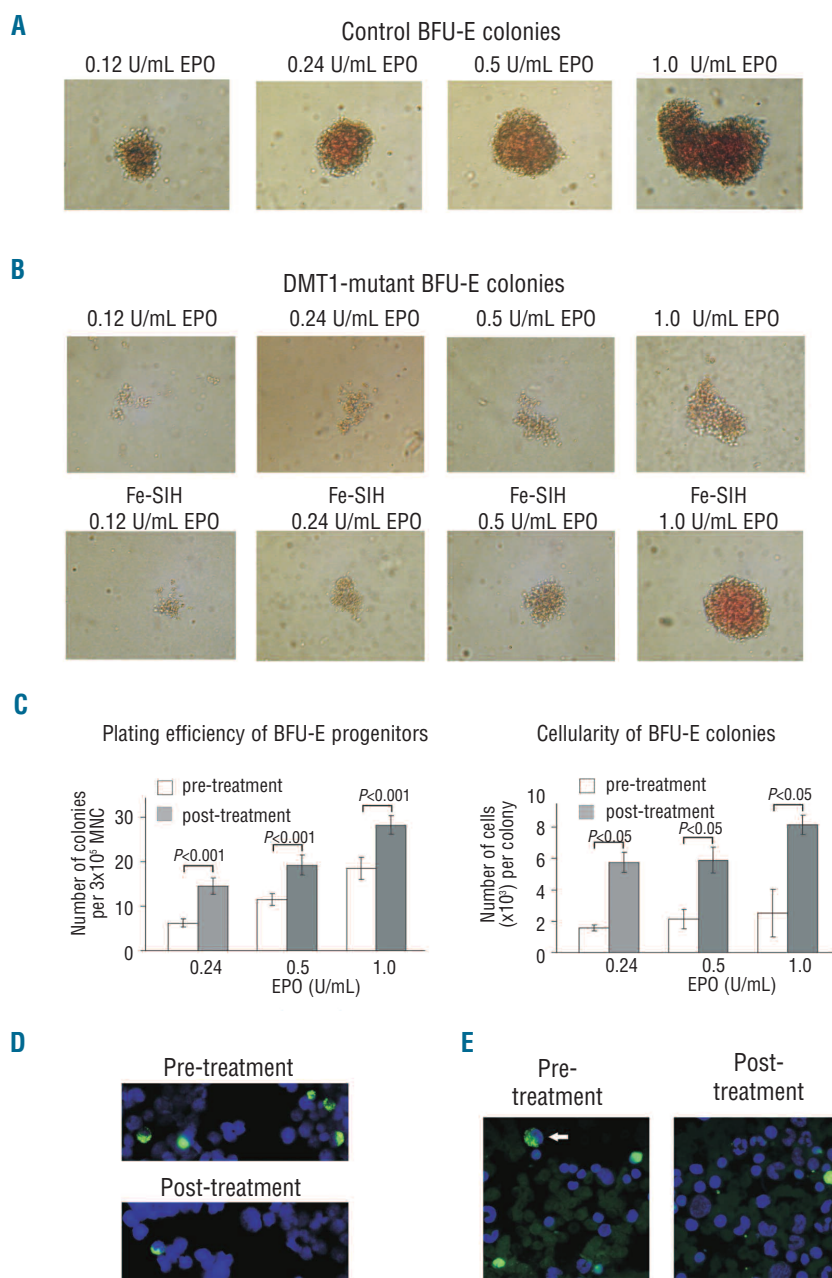 A
Control BFU-E colonies
0.12 U/mL EPO 0.24 U/mL EPO 0.5 U/mL EPO 1.0 U/mL EPO
B
DMT1-mutant BFU-E colonies
0.12 U/mL EPO 0.24 U/mL EPO 0.5 U/mL EPO 1.0 U/mL EPO
Fe-SIH Fe-SIH Fe-SIH Fe-SIH
0.12 U/mL EPO 0.24 U/mL EPO 0.5 U/mL EPO 1.0 U/mL EPO
C
Plating efficiency of BFU-E progenitors
Number of colonies
per 3x10⁵ MNC
30
20
10
0
pre-treatment
post-treatment
P<0.001
P<0.001
P<0.001
0.24 0.5 1.0
EPO (U/mL)
Cellularity of BFU-E colonies
Number of cells
(x10³) per colony
10
8
6
4
2
0
pre-treatment
post-treatment
P<0.05
P<0.05
P<0.05
0.24 0.5 1.0
EPO (U/mL)
D
Pre-treatment
Post-treatment
E
Pre-
treatment
Post-
treatment